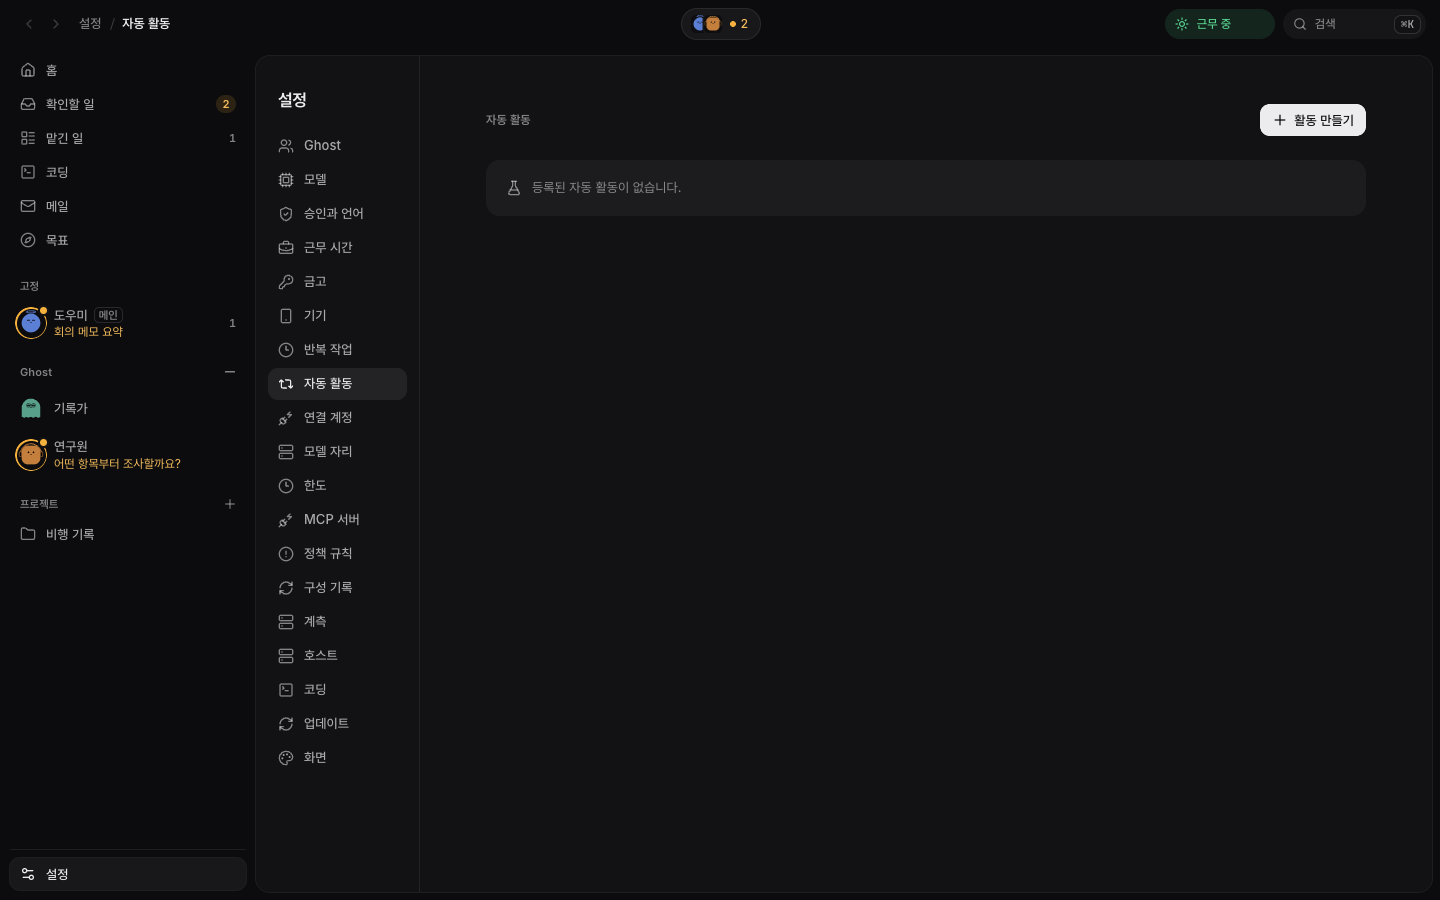 설정 / 자동 활동
2
근무 중
검색
⌘K
홈
확인할 일
2
맡긴 일
1
코딩
메일
목표
고정
도우미 메인
회의 메모 요약
1
Ghost
기록가
연구원
어떤 항목부터 조사할까요?
프로젝트
비행 기록
설정
설정
Ghost
모델
승인과 언어
근무 시간
금고
기기
반복 작업
자동 활동
연결 계정
모델 자리
한도
MCP 서버
정책 규칙
구성 기록
계측
호스트
코딩
업데이트
화면
자동 활동
활동 만들기
등록된 자동 활동이 없습니다.